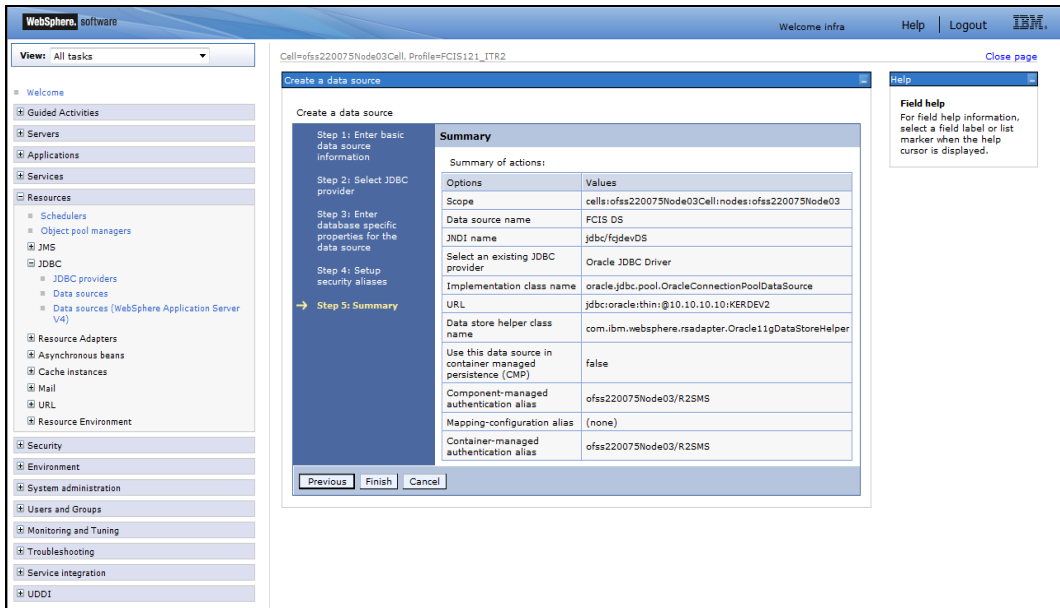 WebSphere. software
Welcome infra
Help
Logout
IBM.
View:
All tasks
Welcome
Guided Activities
Servers
Applications
Services
Resources
Schedulers
Object pool managers
JMS
JDBC
JDBC providers
Data sources
Data sources (WebSphere Application Server
V4)
Resource Adapters
Asynchronous beans
Cache instances
Mail
URL
Resource Environment
Security
Environment
System administration
Users and Groups
Monitoring and Tuning
Troubleshooting
Service integration
UDDI
Cell=ofss220075Node03Cell, Profile=FCIS121_ITR2
Close page
Create a data source
Create a data source
Step 1: Enter basic
data source
information
Step 2: Select JDBC
provider
Step 3: Enter
database specific
properties for the
data source
Step 4: Setup
security aliases
Step 5: Summary
Summary
Summary of actions:
Options Values
Scope cells:ofss220075Node03Cell:nodes:ofss220075Node03
Data source name FCIS DS
JNDI name jdbc/fcjdevDS
Select an existing JDBC
provider
Oracle JDBC Driver
Implementation class name oracle.jdbc.pool.OracleConnectionPoolDataSource
URL jdbc:oracle:thin:@10.10.10.10:KERDEV2
Data store helper class
name
com.ibm.websphere.rsadapter.Oracle11gDataStoreHelper
Use this data source in
container managed
persistence (CMP)
false
Component-managed
authentication alias
ofss220075Node03/R2SMS
Mapping-configuration alias (none)
Container-managed
authentication alias
ofss220075Node03/R2SMS
Previous Finish Cancel
Help
Field help
For field help information,
select a field label or list
marker when the help
cursor is displayed.